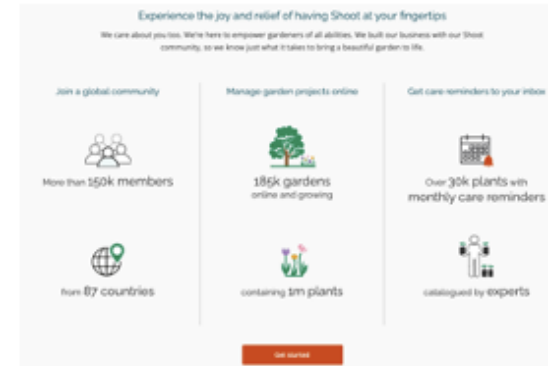 Experience the joy and relief of having Shoot at your fingertips
We care about you too. We're here to empower gardeners of all abilities. We built our business with our Shoot
community, so we know just what it takes to bring a beautiful garden to life.
Join a global community
More than 150k members
from 87 countries
Manage garden projects online
185k gardens
online and growing
containing 1m plants
Get care reminders to your inbox
Over 30k plants with
monthly care reminders
catalogued by experts
Get started